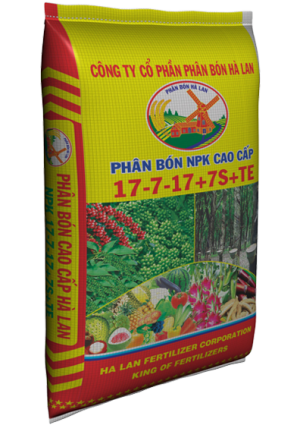 CÔNG TY CỔ PHẦN PHÂN BÓN HÀ LAN
PHÂN BÓN HÀ LAN
PHÂN BÓN NPK CAO CẤP
17-7-17+7S+TE
HA LAN FERTILIZER CORPORATION
KING OF FERTILIZERS
PHÂN BÓN CAO CẤP HÀ LAN
NPK 17-7-17+7S+TE